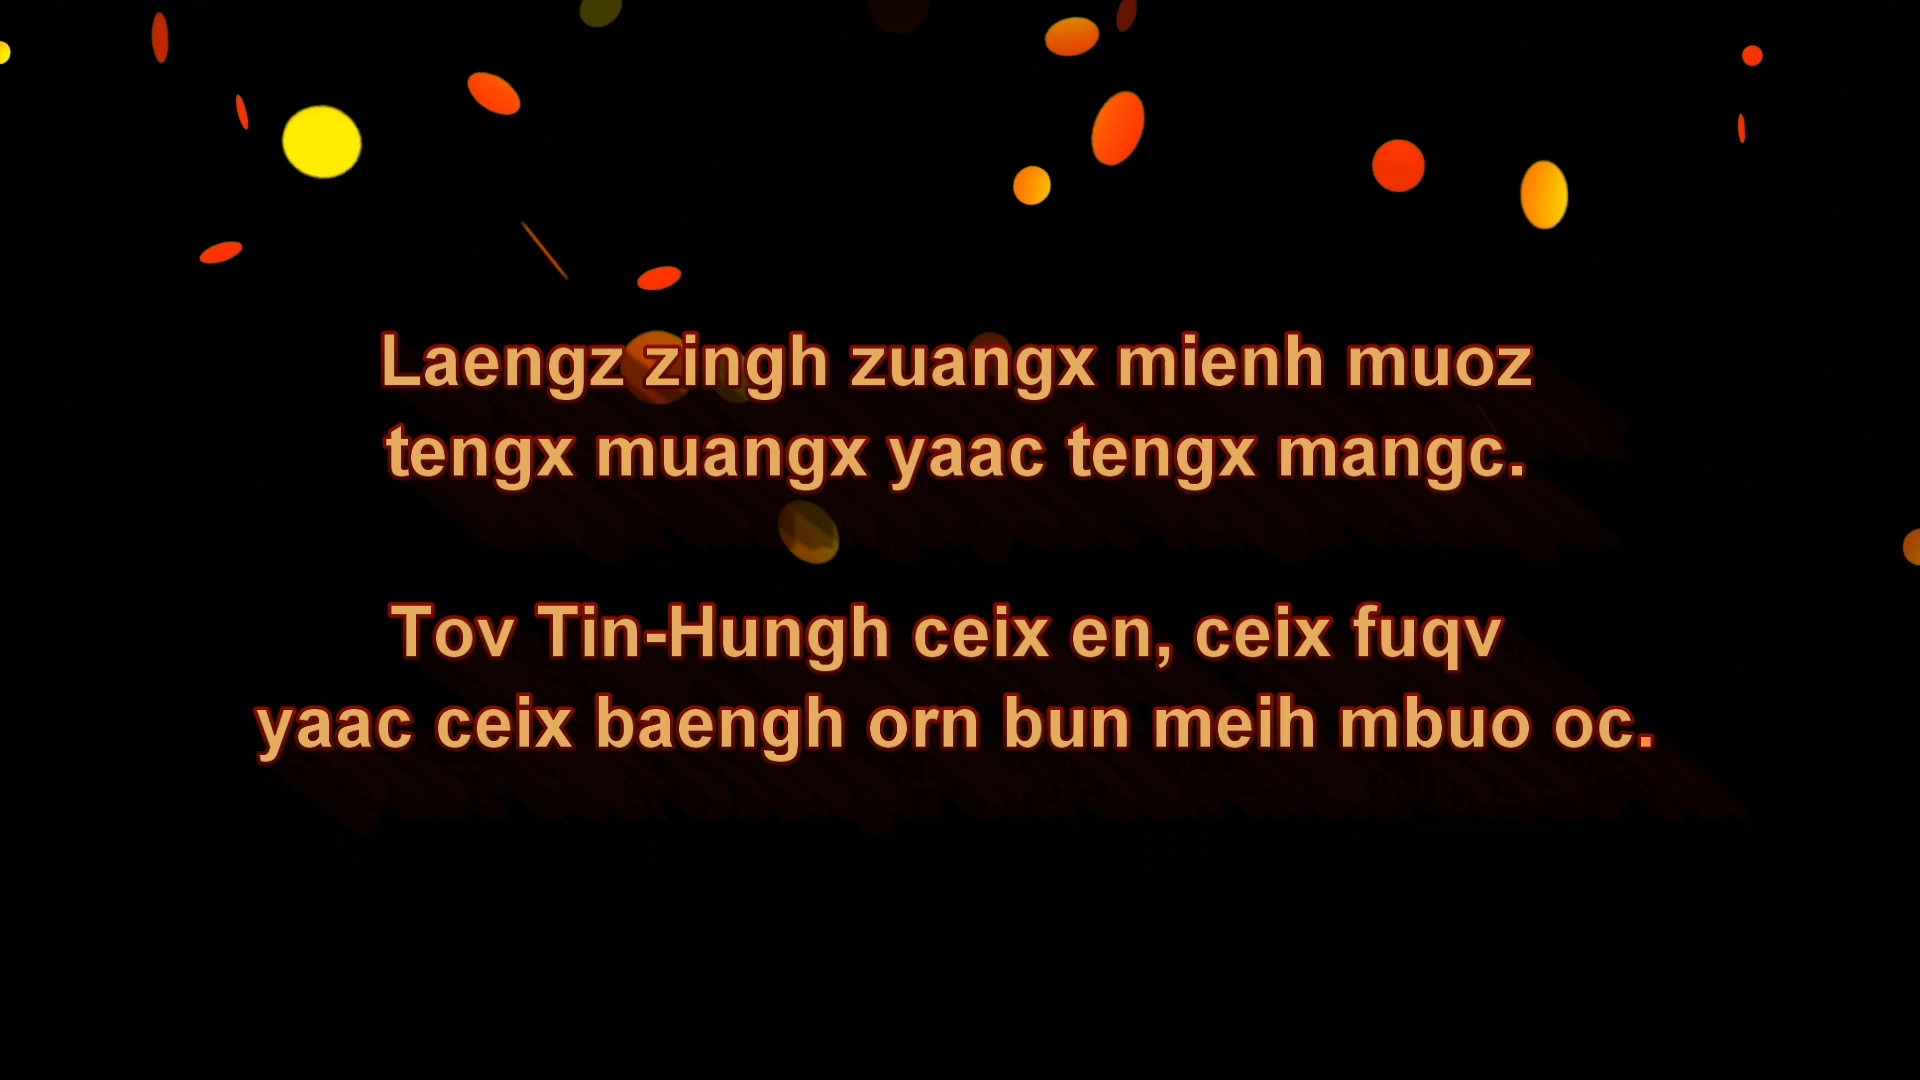 Laengz zingh zuangx mienh muoz
tengx muangx yaac tengx mangc.
Tov Tin-Hungh ceix en, ceix fuqv
yaac ceix baengh orn bun meih mbuo oc.